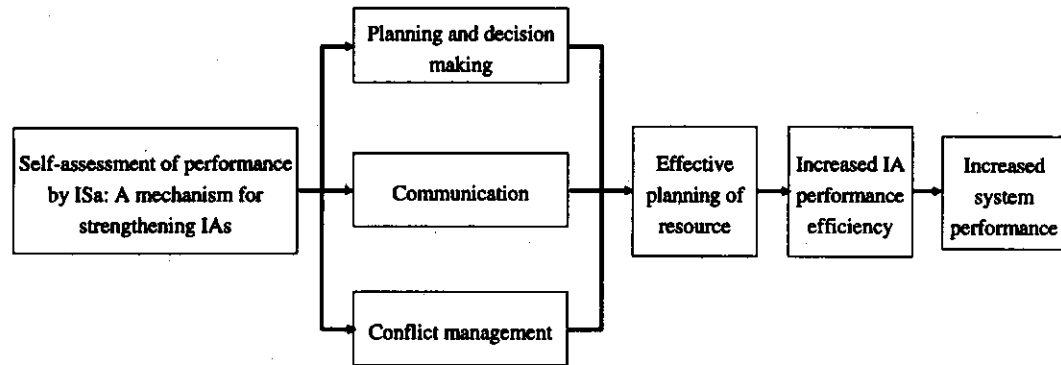 Planning and decision
making
Self-assessment of performance
by ISa: A mechanism for
strengthening IAs
Communication
Conflict management
Effective
planning of
resource
Increased IA
performance
efficiency
Increased
system
performance